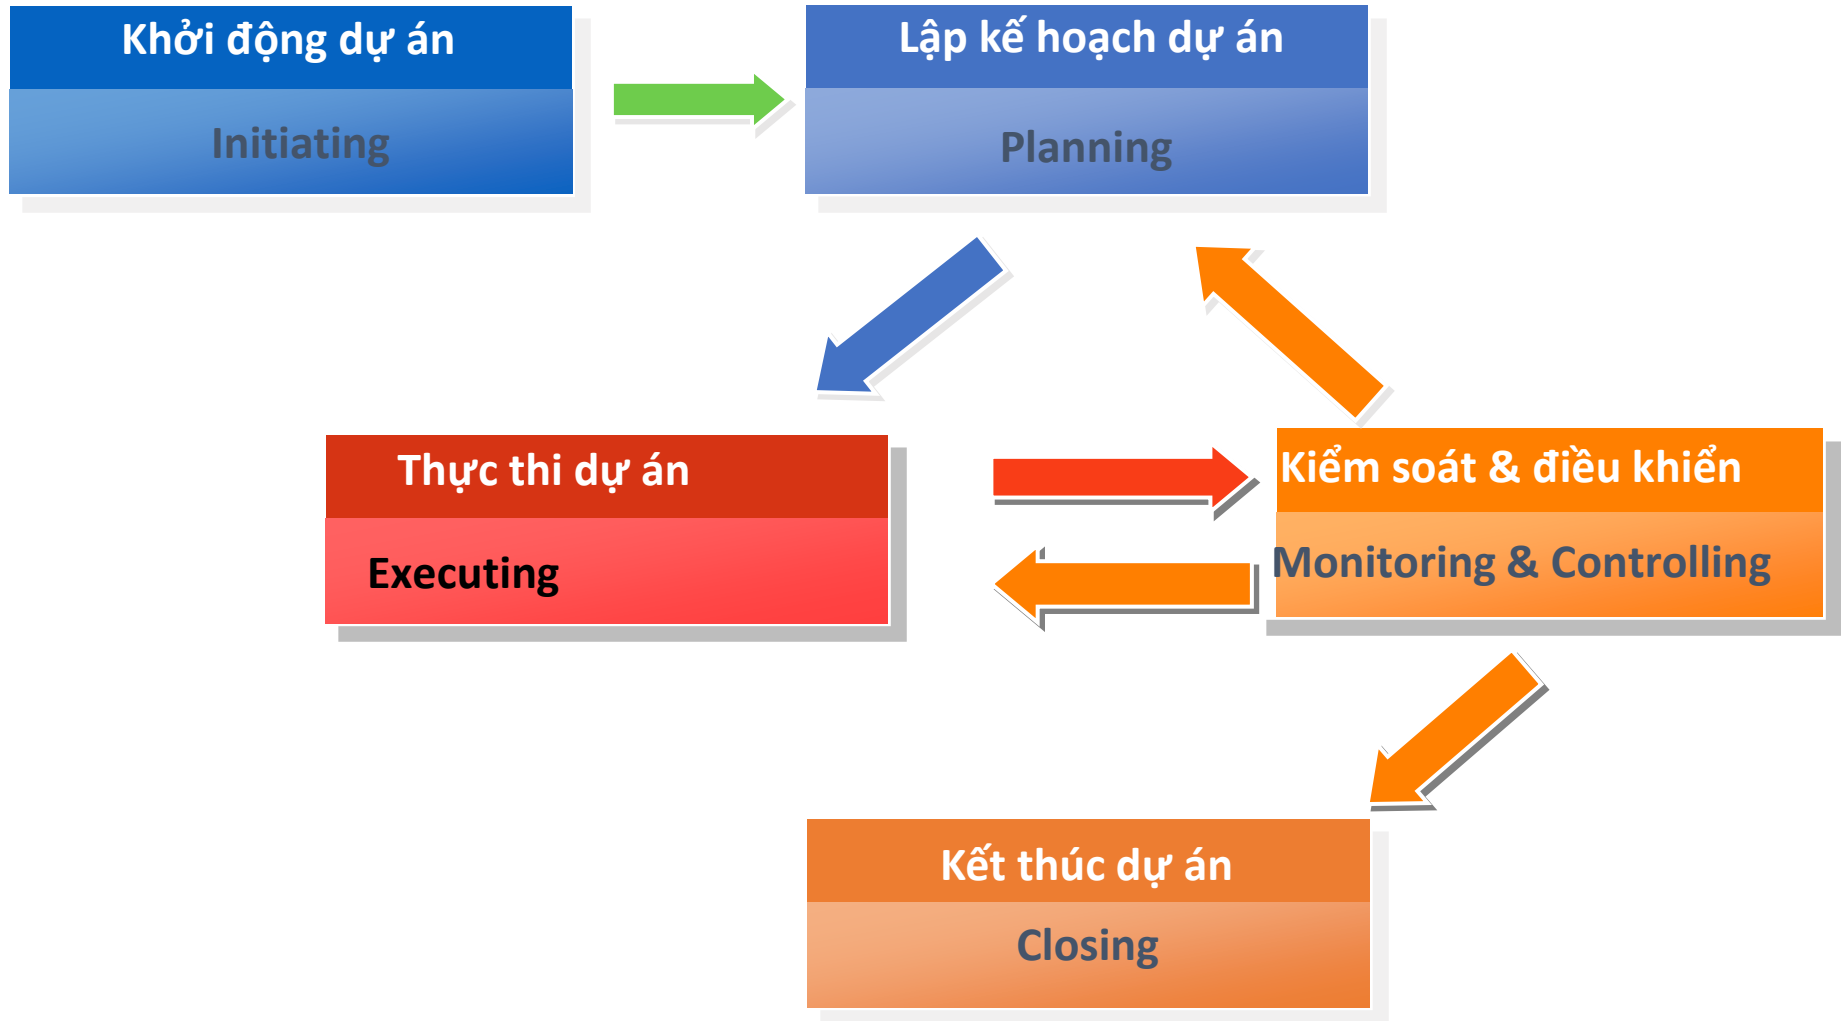 Khởi động dự án
Initiating
Lập kế hoạch dự án
Planning
Thực thi dự án
Executing
Kiểm soát & điều khiển
Monitoring & Controlling
Kết thúc dự án
Closing